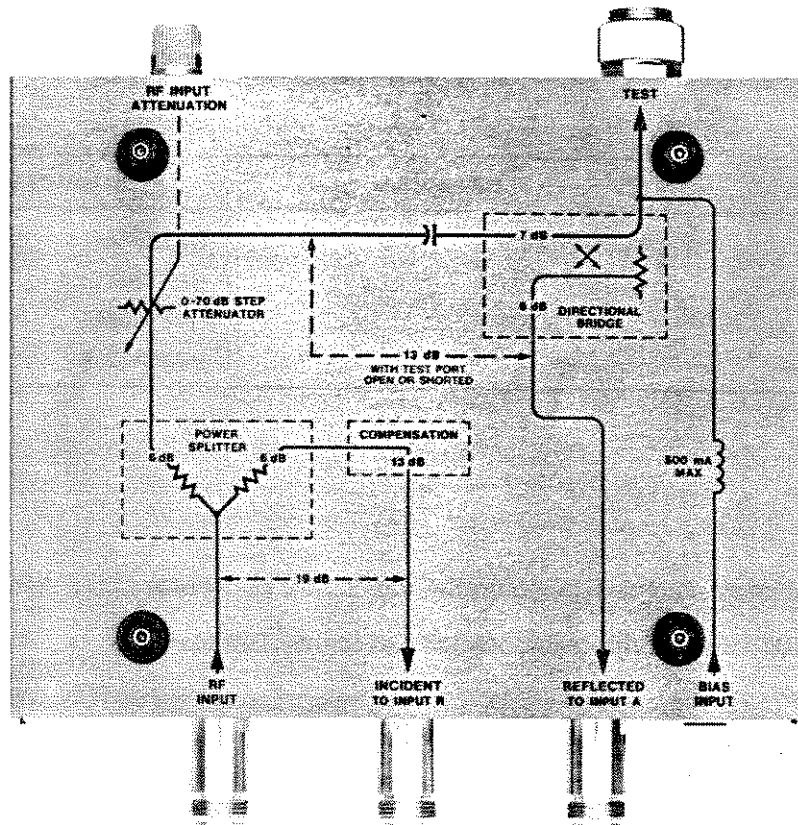 RF INPUT
ATTENUATION
TEST
7 dB
0-70 dB STEP
ATTENUATOR
6 dB
DIRECTIONAL
BRIDGE
13 dB
WITH TEST PORT
OPEN OR SHORTED
POWER
SPLITTER
6 dB
6 dB
COMPENSATION
13 dB
500 mA
MAX
19 dB
RF
INPUT
INCIDENT
TO INPUT R
REFLECTED
TO INPUT A
BIAS
INPUT